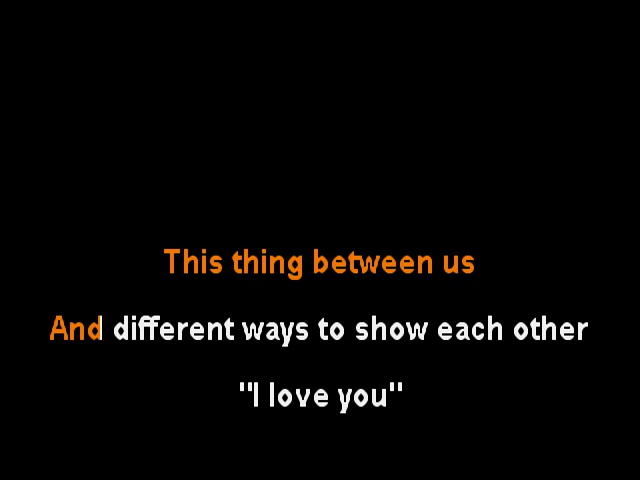 This thing between us
And different ways to show each other
"I love you"